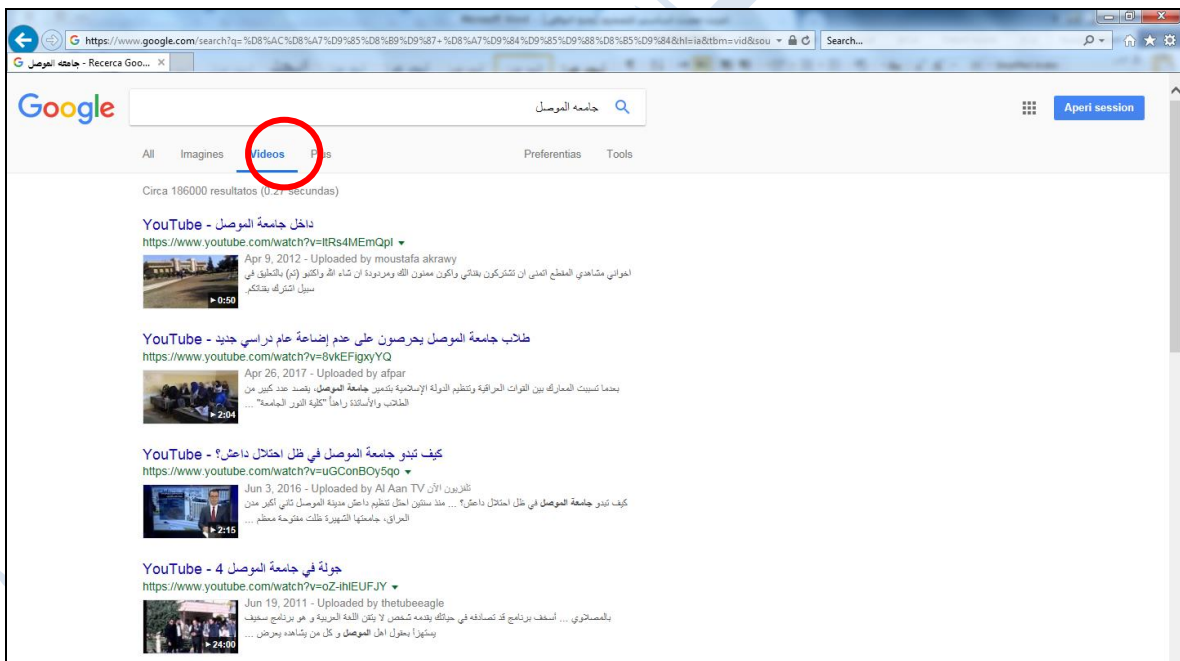 https://www.google.com/search?q=%D8%AC%D8%A7%D9%85%D8%B9%D9%87+%D8%A7%D9%84%D9%85%D9%88%D8%B5%D9%84&hl=ia&tbm=vid&sou
Search...
جامعه الموصل - Recerca Goo...
Google
جامعه الموصل
Aperi session
All Imagines Videos Plus Preferentias Tools
Circa 186000 resultatos (0.27 secundas)
داخل جامعة الموصل - YouTube
https://www.youtube.com/watch?v=ltRs4MEmQpI
Apr 9, 2012 - Uploaded by moustafa akrawy
اخواني مشاهدي المقطع اتمنى ان تشتركون بقناتي واكون ممنون الك ومردودة ان شاء الله واكتبو (تم) بالتعليق في
سبيل اشترك بقناتكم.
0:50
طلاب جامعة الموصل يحرصون على عدم إضاعة عام دراسي جديد - YouTube
https://www.youtube.com/watch?v=8vkEFigxyYQ
Apr 26, 2017 - Uploaded by afpar
بعدما تسببت المعارك بين القوات العراقية وتنظيم الدولة الإسلامية بتدمير جامعة الموصل، يقصد عدد كبير من
الطلاب والأساتذة راهناً "كلية النور الجامعة" ...
2:04
كيف تبدو جامعة الموصل في ظل احتلال داعش؟ - YouTube
https://www.youtube.com/watch?v=uGConBOy5qo
Jun 3, 2016 - Uploaded by Al Aan TV تلفزيون الآن
كيف تبدو جامعة الموصل في ظل احتلال داعش؟ ... منذ سنتين احتل تنظيم داعش مدينة الموصل ثاني أكبر مدن
العراق، جامعتها الشهيرة ظلت مفتوحة معظم ...
2:15
جولة في جامعة الموصل 4 - YouTube
https://www.youtube.com/watch?v=oZ-ihIEUFJY
Jun 19, 2011 - Uploaded by thetubeeagle
بالمصلاوي ... أسخف برنامج قد تصادفه في حياتك يقدمه شخص لا يتقن اللغة العربية و هو برنامج سخيف
يستهزأ بعقول اهل الموصل و كل من يشاهده يعرض ...
24:00